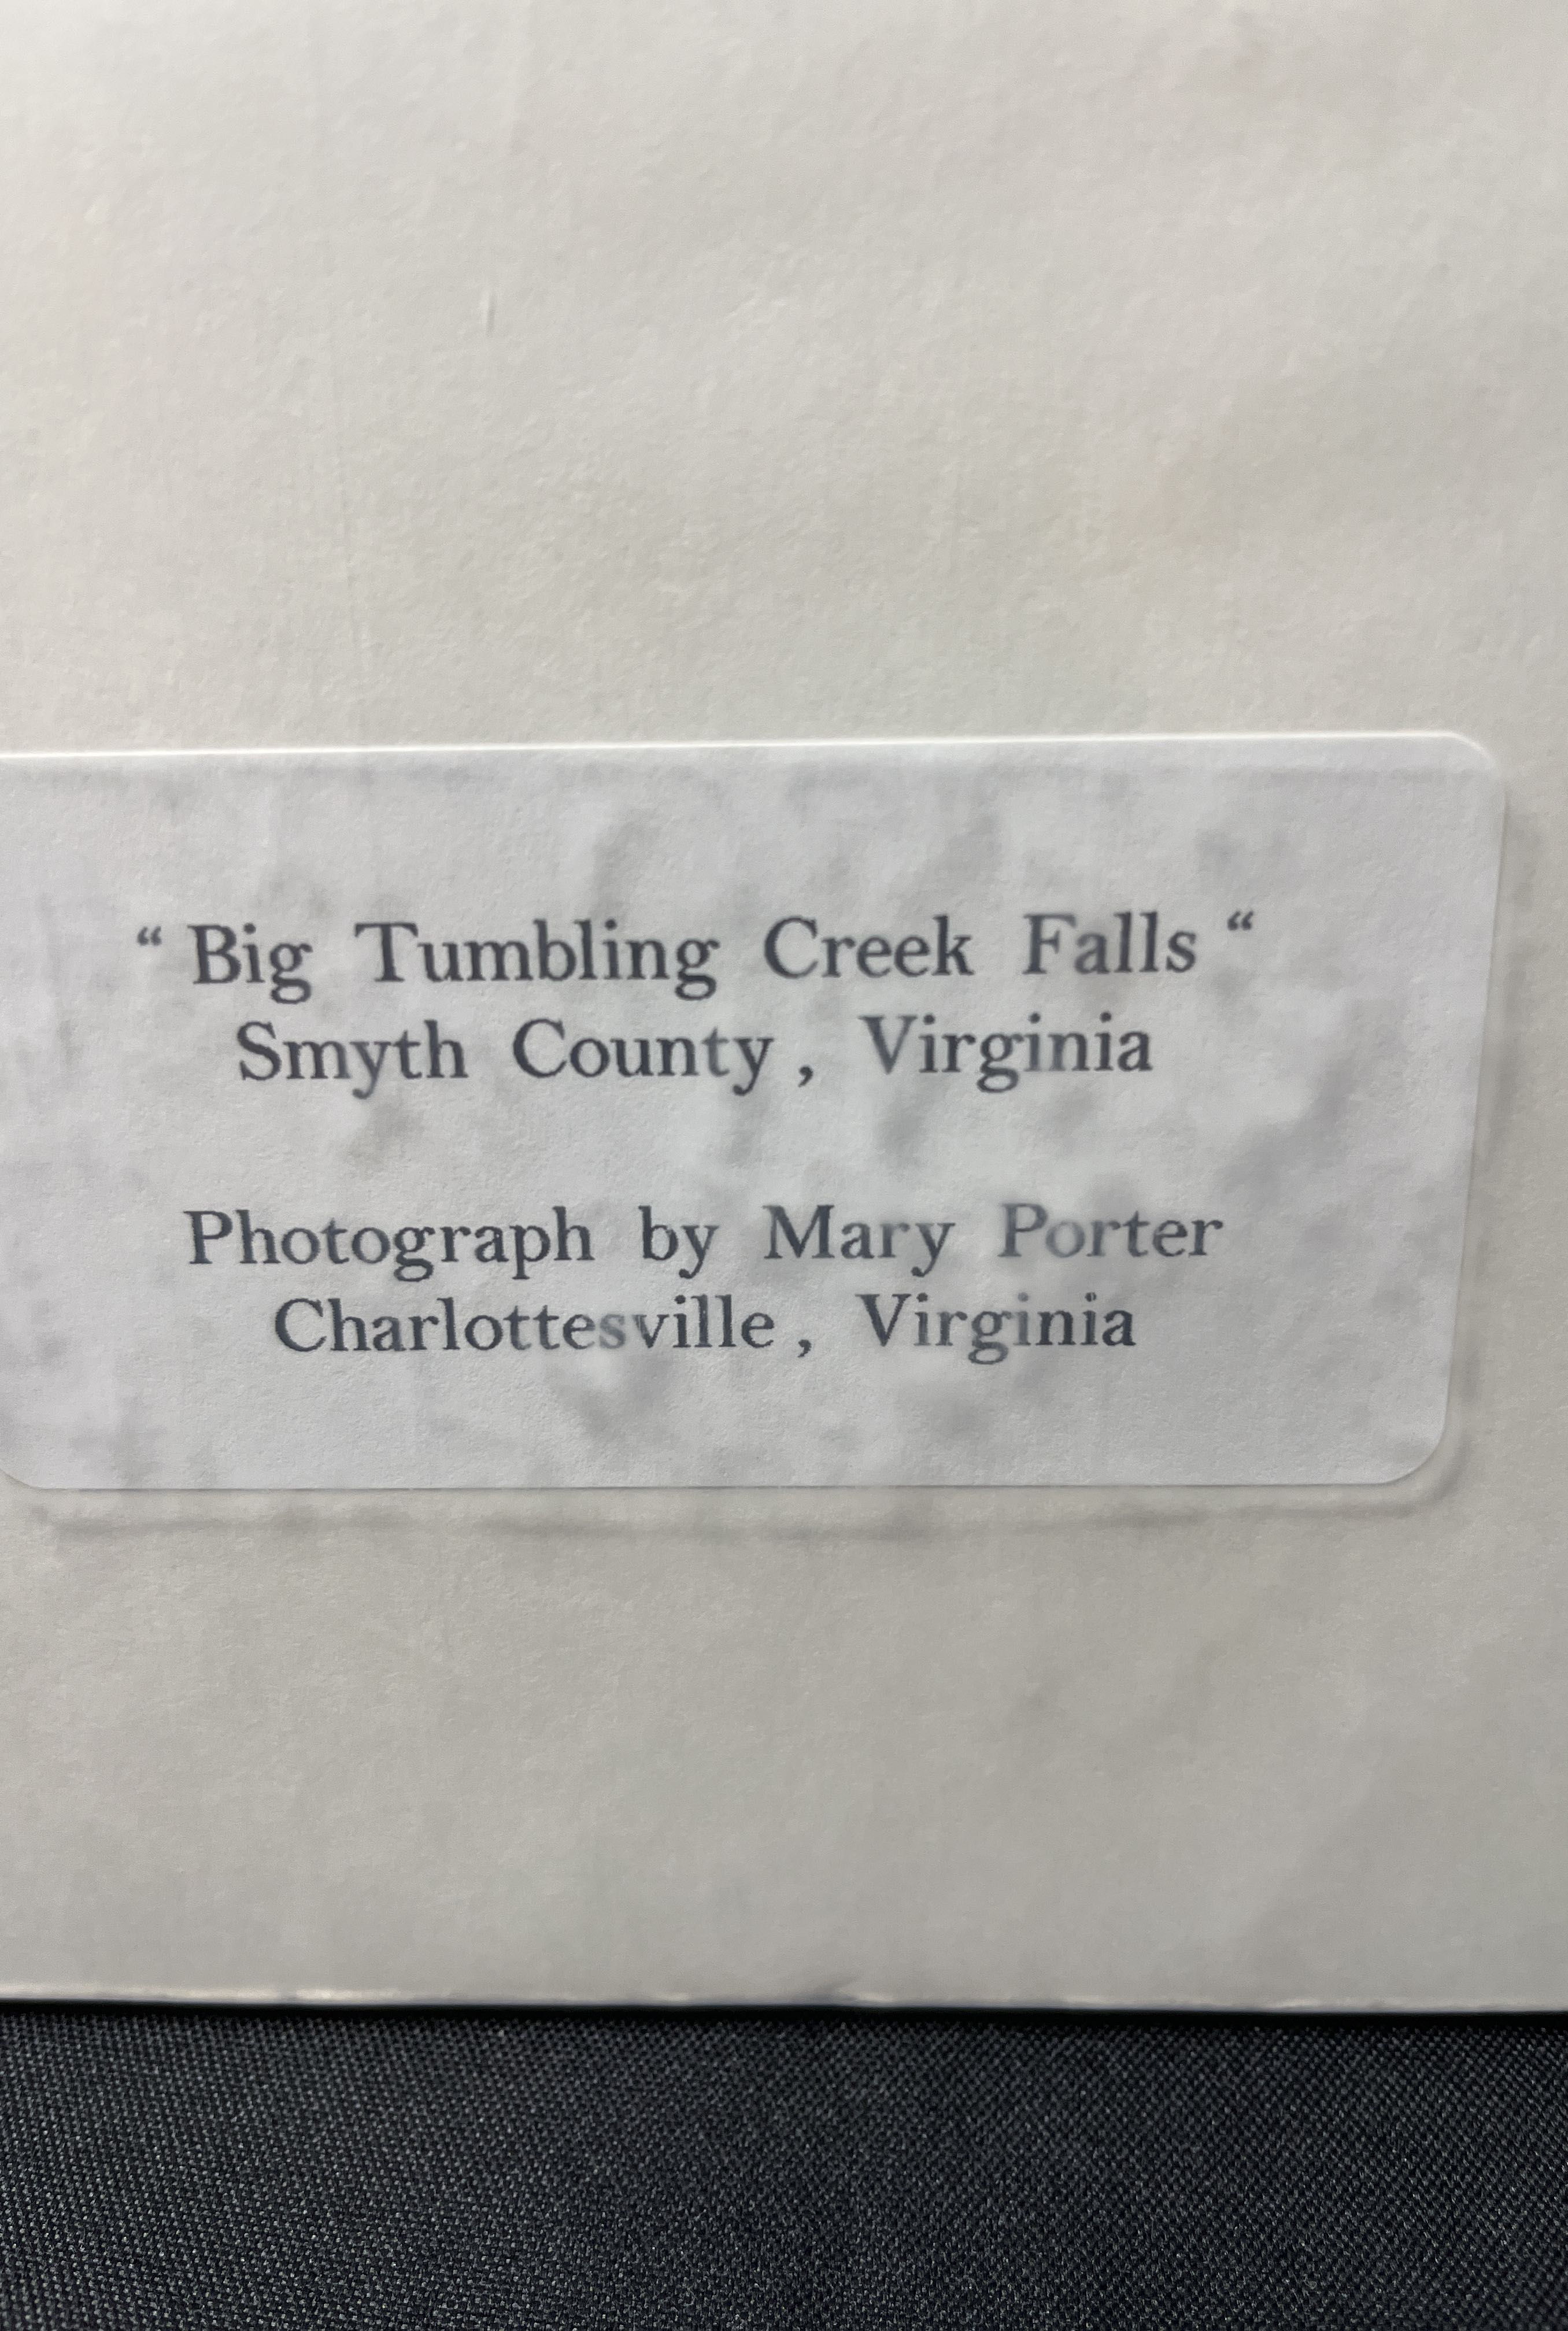 “ Big Tumbling Creek Falls “
Smyth County , Virginia
Photograph by Mary Porter
Charlottesville , Virginia